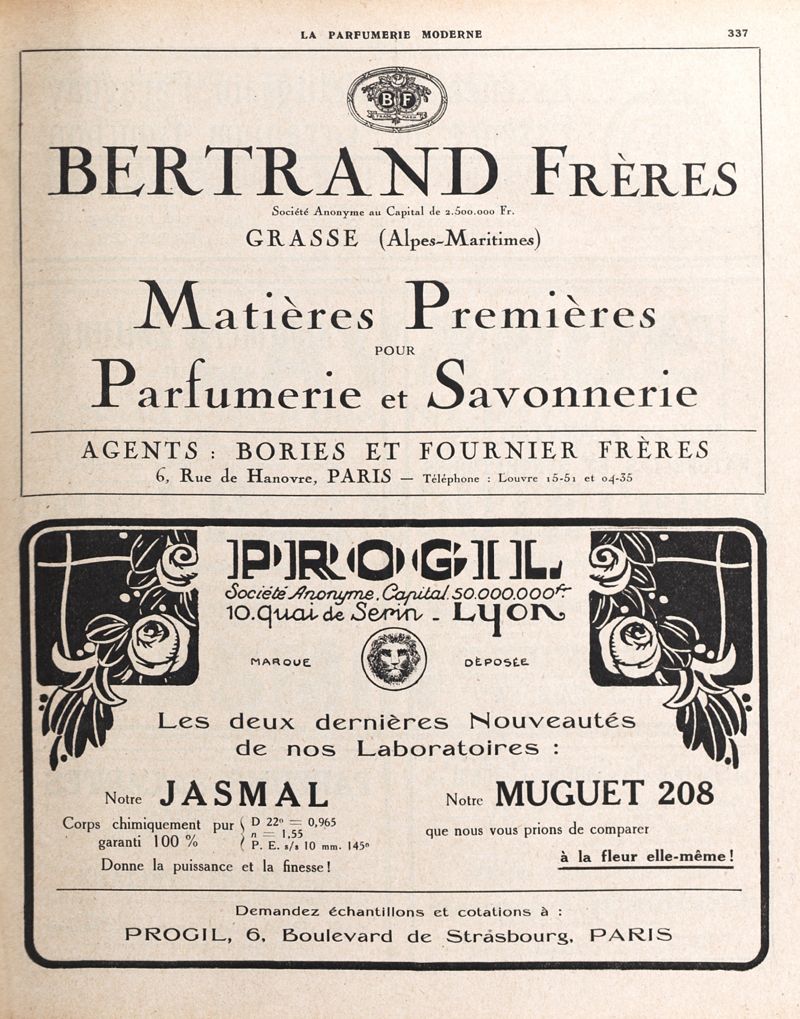 LA PARFUMERIE MODERNE 337
B F
TRADE MARK
BERTRAND FRÈRES
Société Anonyme au Capital de 2.500.000 Fr.
GRASSE (Alpes-Maritimes)
Matières Premières
POUR
Parfumerie et Savonnerie
AGENTS : BORIES ET FOURNIER FRÈRES
6, Rue de Hanovre, PARIS — Téléphone : Louvre 15-51 et 04-35
PROGIL
Société Anonyme. Capital. 50.000.000fr
10. quai de Serin - Lyon
MARQUE DÉPOSÉE
Les deux dernières Nouveautés
de nos Laboratoires :
Notre JASMAL
Corps chimiquement pur
garanti 100 %
D 22º = 0,965
n = 1,55
P. E. s/s 10 mm. 145º
Donne la puissance et la finesse !
Notre MUGUET 208
que nous vous prions de comparer
à la fleur elle-même !
Demandez échantillons et cotations à :
PROGIL, 6, Boulevard de Strasbourg, PARIS